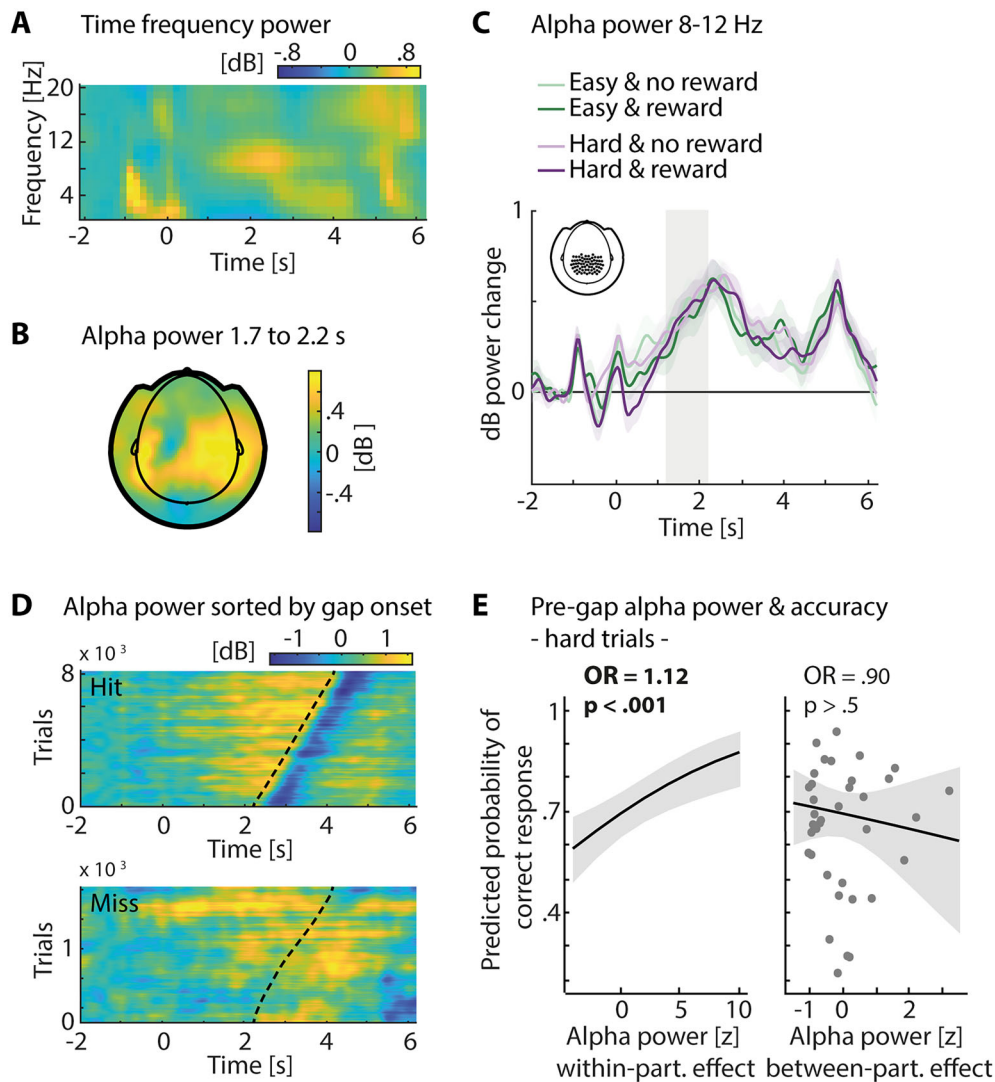 A Time frequency power
[dB] -.8 0 .8
Frequency [Hz]
20
12
4
-2 0 2 4 6
Time [s]
B Alpha power 1.7 to 2.2 s
.4
0
-.4
[dB]
C Alpha power 8-12 Hz
Easy & no reward
Easy & reward
Hard & no reward
Hard & reward
dB power change
1
0
-2 0 2 4 6
Time [s]
D Alpha power sorted by gap onset
x 10 3 [dB] -1 0 1
8
Hit
Trials
0
-2 0 2 4 6
Time [s]
x 10 3
Miss
Trials
1
0
-2 0 2 4 6
Time [s]
E Pre-gap alpha power & accuracy
- hard trials -
OR = 1.12
p < .001
Predicted probability of
correct response
1
.7
.4
0 5 10
Alpha power [z]
within-part. effect
OR = .90
p > .5
1
.7
.4
-1 0 2
Alpha power [z]
between-part. effect